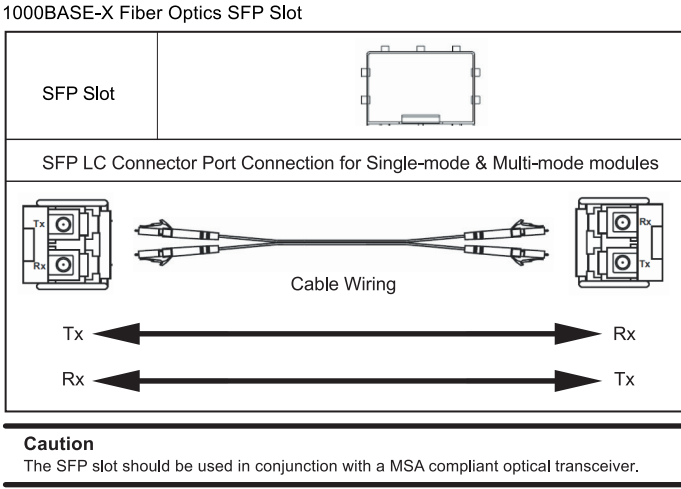 1000BASE-X Fiber Optics SFP Slot
SFP Slot
SFP LC Connector Port Connection for Single-mode & Multi-mode modules
Tx
Rx
Rx
Tx
Cable Wiring
Tx Rx
Rx Tx
Caution
The SFP slot should be used in conjunction with a MSA compliant optical transceiver.